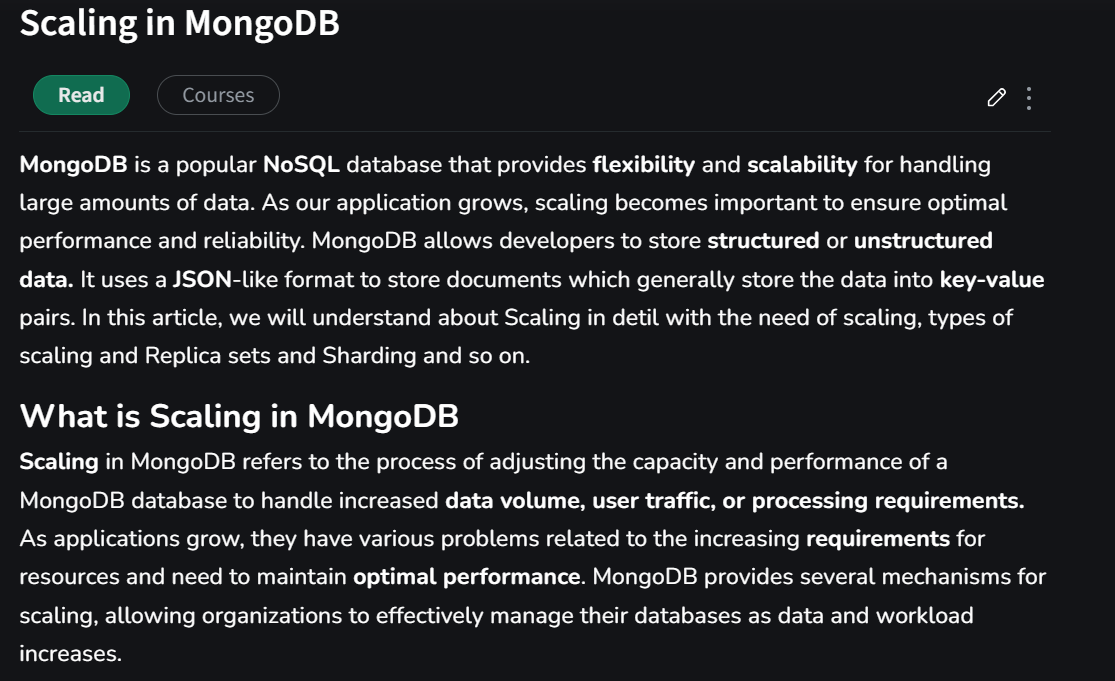 Scaling in MongoDB
Read
Courses
MongoDB is a popular NoSQL database that provides flexibility and scalability for handling
large amounts of data. As our application grows, scaling becomes important to ensure optimal
performance and reliability. MongoDB allows developers to store structured or unstructured
data. It uses a JSON-like format to store documents which generally store the data into key-value
pairs. In this article, we will understand about Scaling in detil with the need of scaling, types of
scaling and Replica sets and Sharding and so on.
What is Scaling in MongoDB
Scaling in MongoDB refers to the process of adjusting the capacity and performance of a
MongoDB database to handle increased data volume, user traffic, or processing requirements.
As applications grow, they have various problems related to the increasing requirements for
resources and need to maintain optimal performance. MongoDB provides several mechanisms for
scaling, allowing organizations to effectively manage their databases as data and workload
increases.